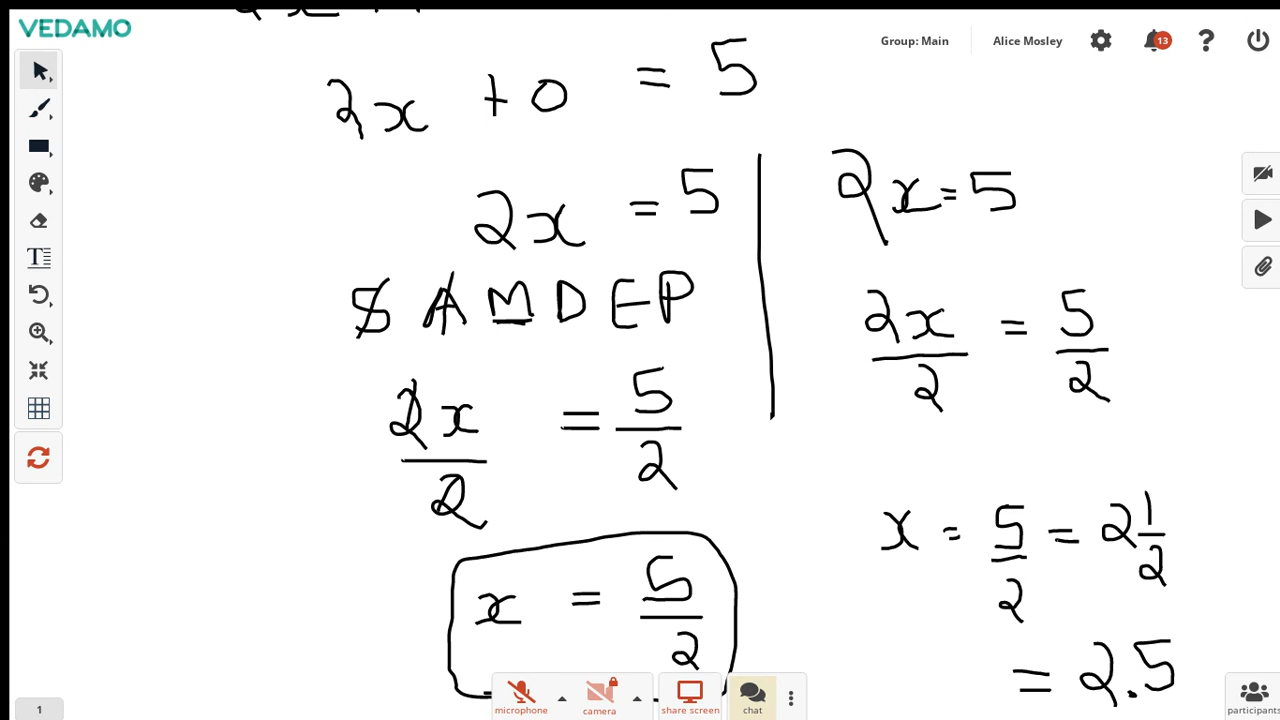 VEDAMO
Group: Main
Alice Mosley
13
2x + 0 = 5
2x = 5
SAMDEP
2x/2 = 5/2
x = 5/2
2x = 5
2x/2 = 5/2
x = 5/2 = 2 1/2
= 2.5
1
microphone
camera
share screen
chat
participants